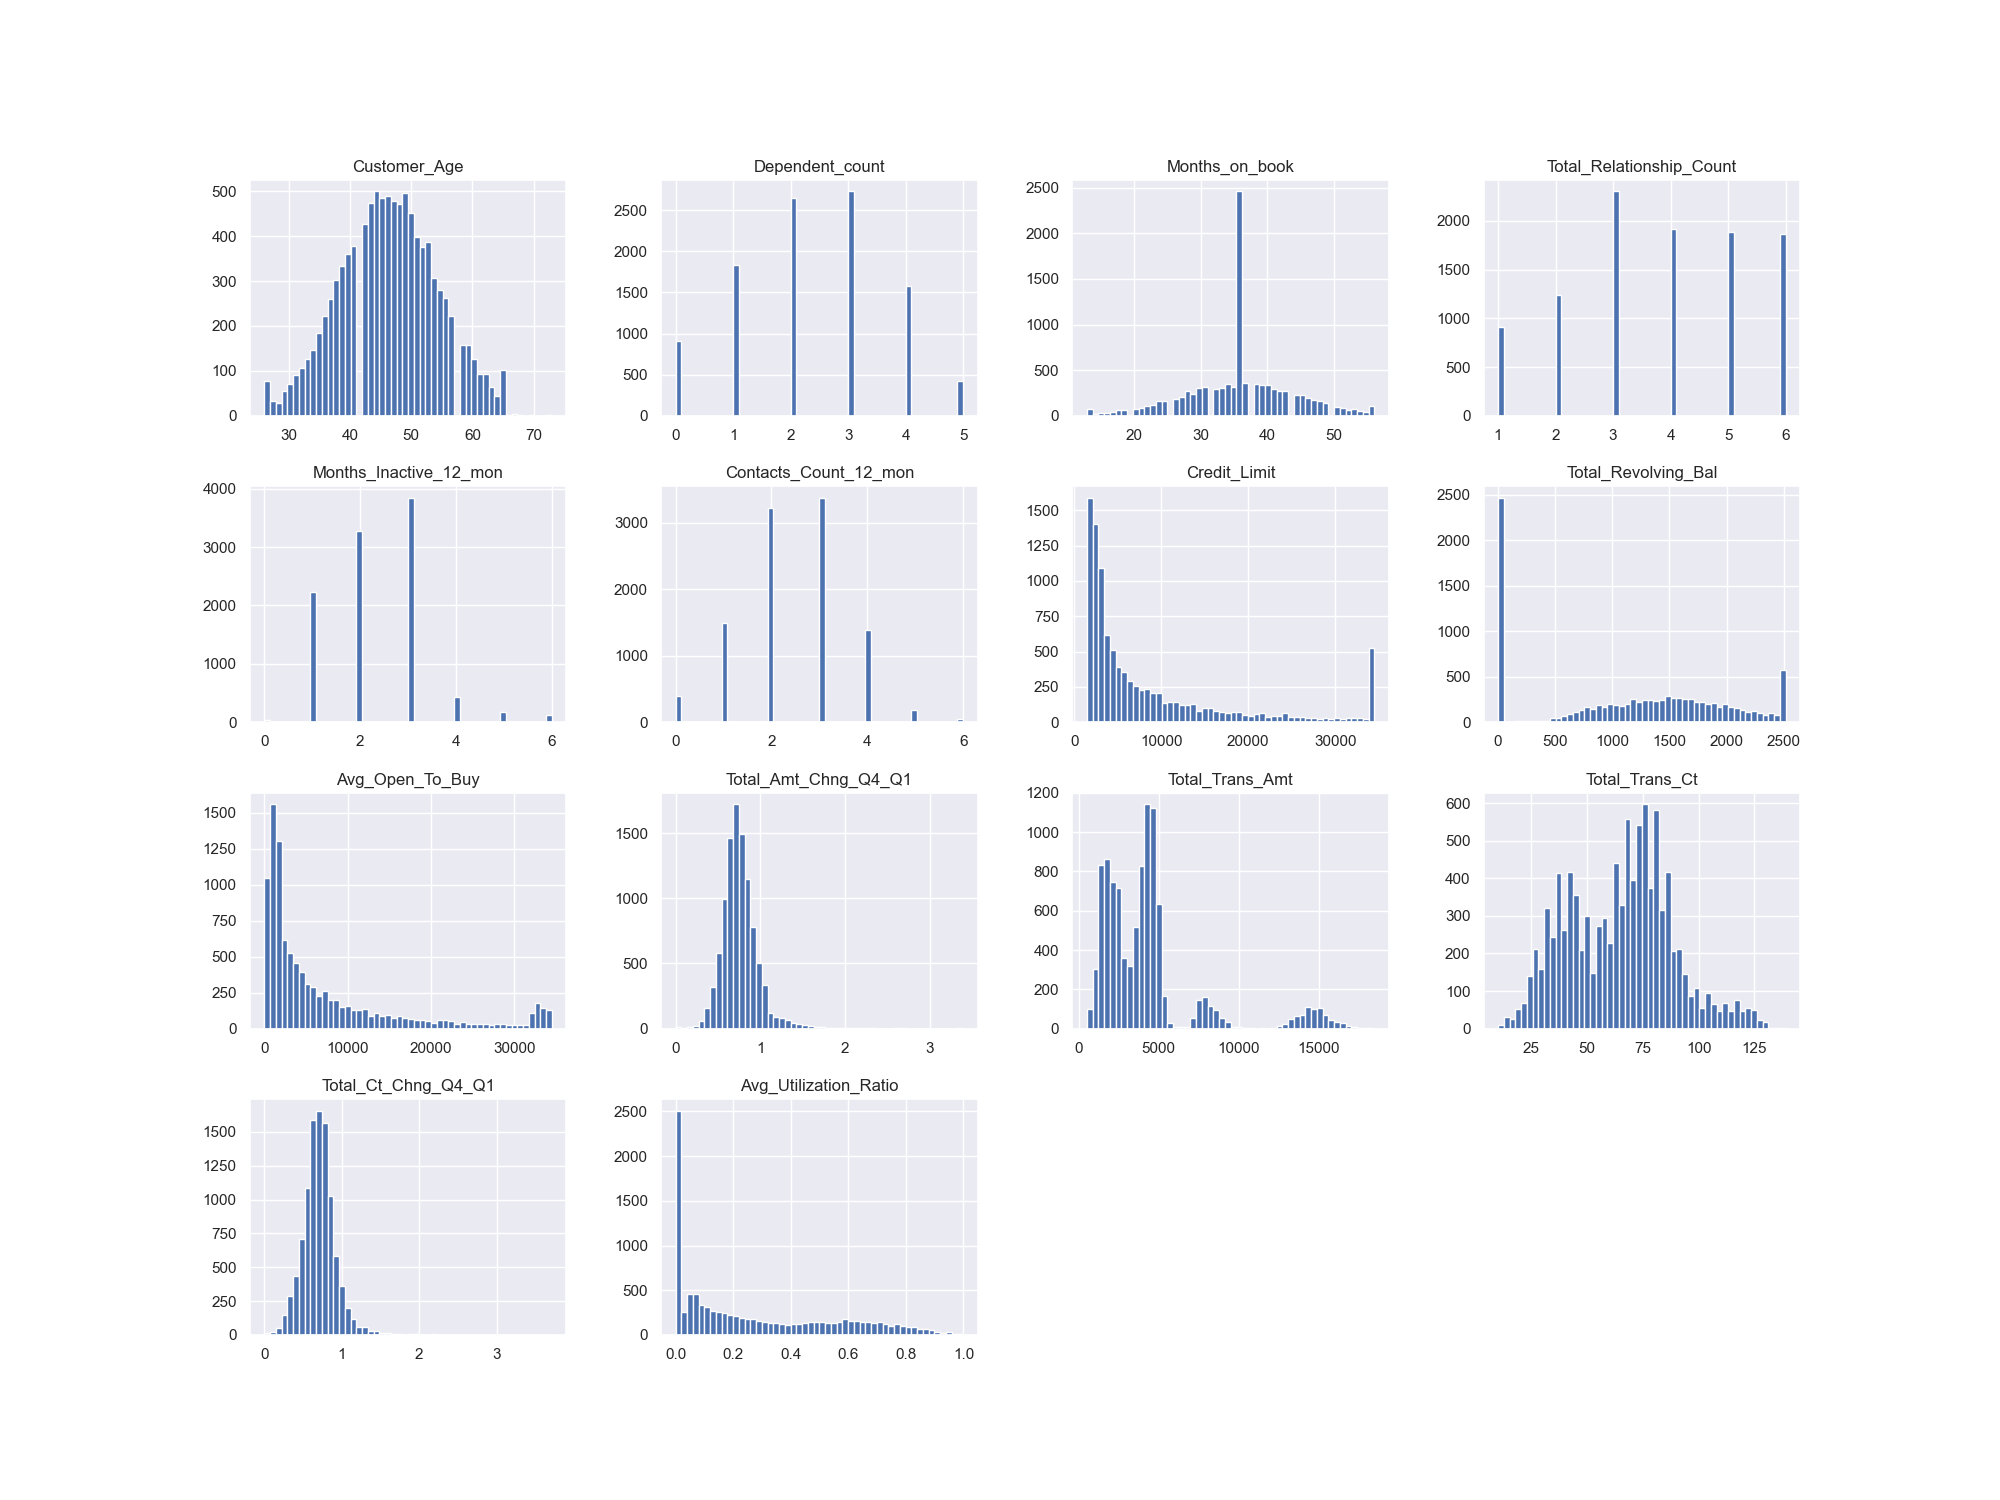 Customer_Age
500
400
300
200
100
0
30 40 50 60 70
Dependent_count
2500
2000
1500
1000
500
0
0 1 2 3 4 5
Months_on_book
2500
2000
1500
1000
500
0
20 30 40 50
Total_Relationship_Count
2000
1500
1000
500
0
1 2 3 4 5 6
Months_Inactive_12_mon
4000
3000
2000
1000
0
0 2 4 6
Contacts_Count_12_mon
3000
2000
1000
0
0 2 4 6
Credit_Limit
1500
1250
1000
750
500
250
0
0 10000 20000 30000
Total_Revolving_Bal
2500
2000
1500
1000
500
0
0 500 1000 1500 2000 2500
Avg_Open_To_Buy
1500
1250
1000
750
500
250
0
0 10000 20000 30000
Total_Amt_Chng_Q4_Q1
1500
1000
500
0
0 1 2 3
Total_Trans_Amt
1200
1000
800
600
400
200
0
0 5000 10000 15000
Total_Trans_Ct
600
500
400
300
200
100
0
25 50 75 100 125
Total_Ct_Chng_Q4_Q1
1500
1250
1000
750
500
250
0
0 1 2 3
Avg_Utilization_Ratio
2500
2000
1500
1000
500
0
0.0 0.2 0.4 0.6 0.8 1.0